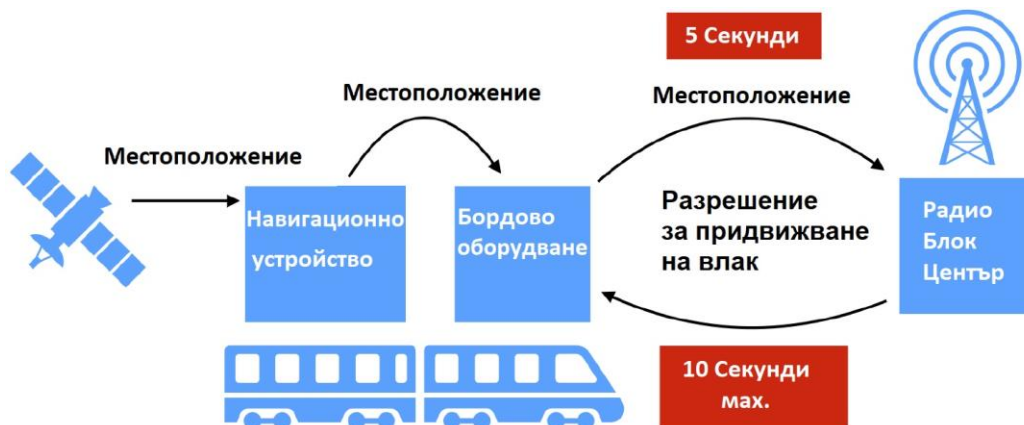 5 Секунди
Местоположение
Местоположение
Местоположение
Навигационно
устройство
Бордово
оборудване
Разрешение
за придвижване
на влак
Радио
Блок
Център
10 Секунди
мах.